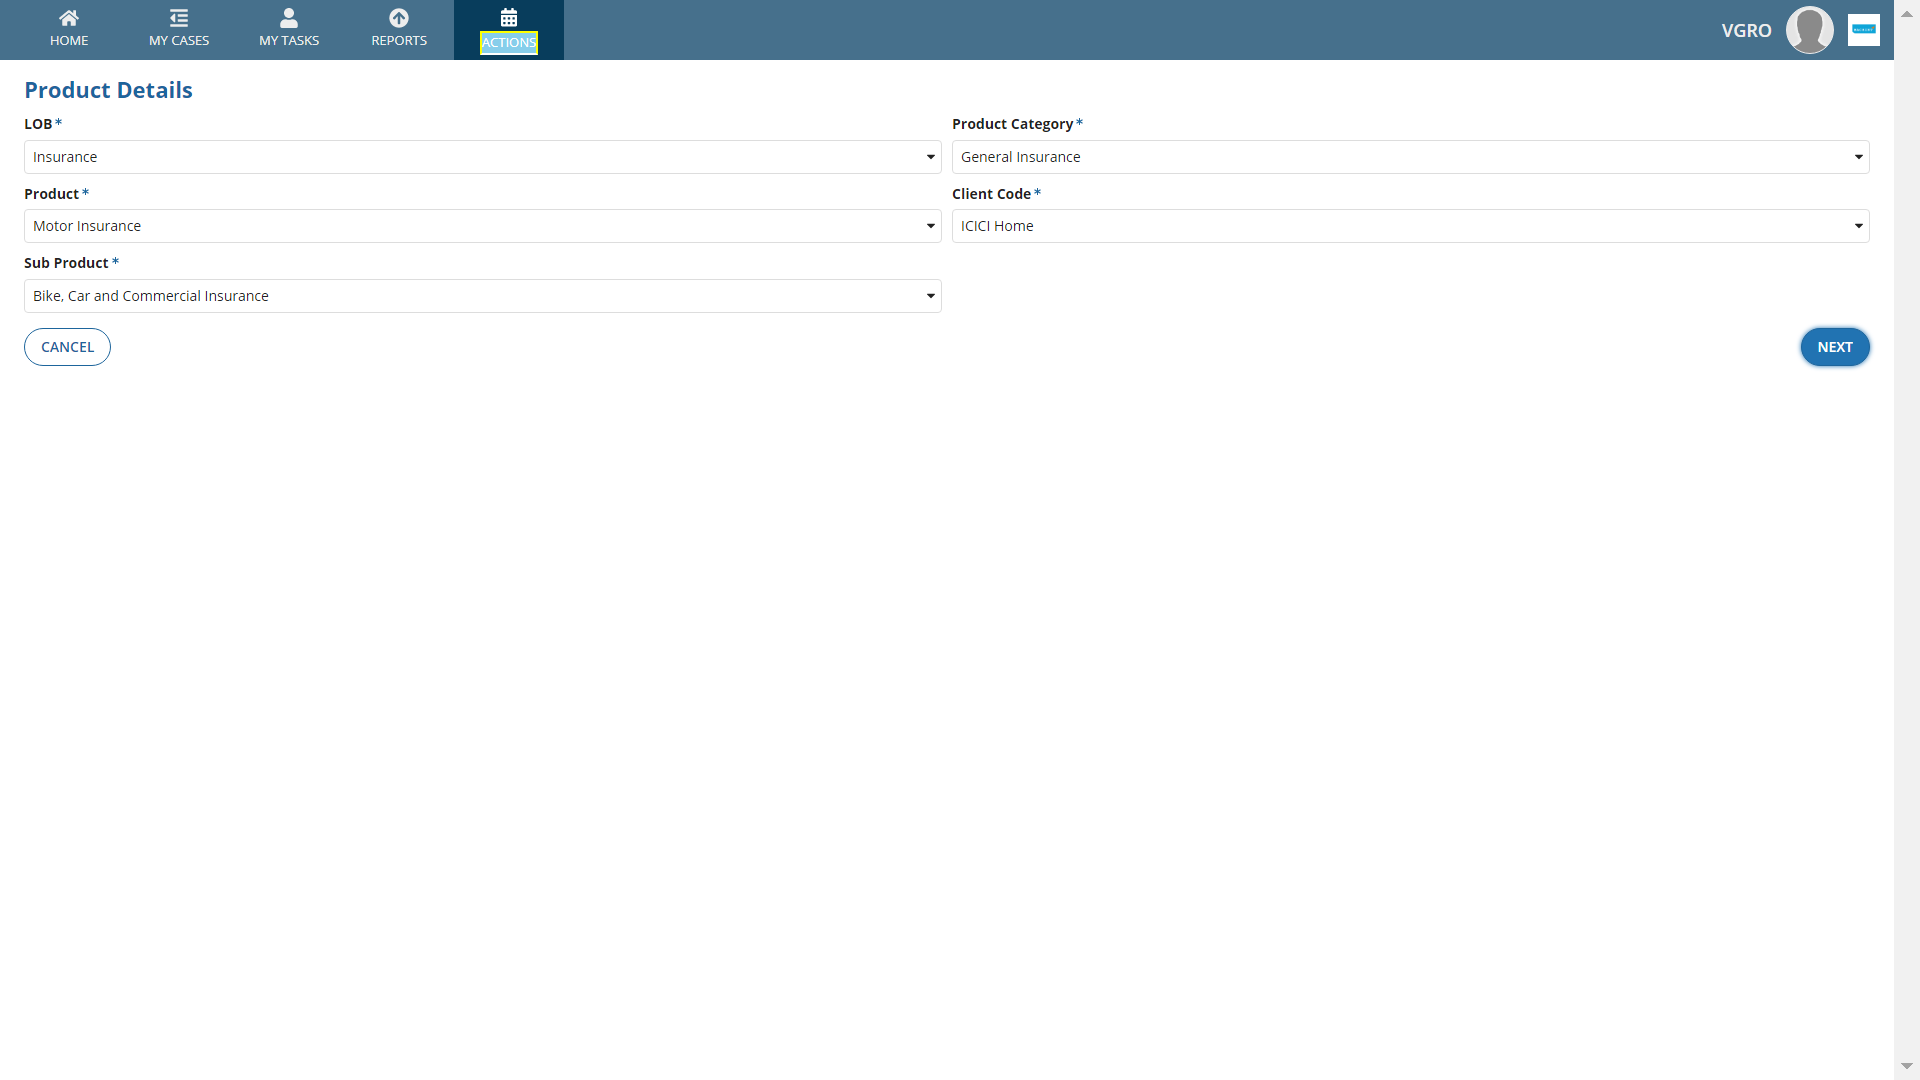 HOME
MY CASES
MY TASKS
REPORTS
ACTIONS
VGRO
Product Details
LOB *
Product Category *
Insurance
General Insurance
Product *
Client Code *
Motor Insurance
ICICI Home
Sub Product *
Bike, Car and Commercial Insurance
CANCEL
NEXT